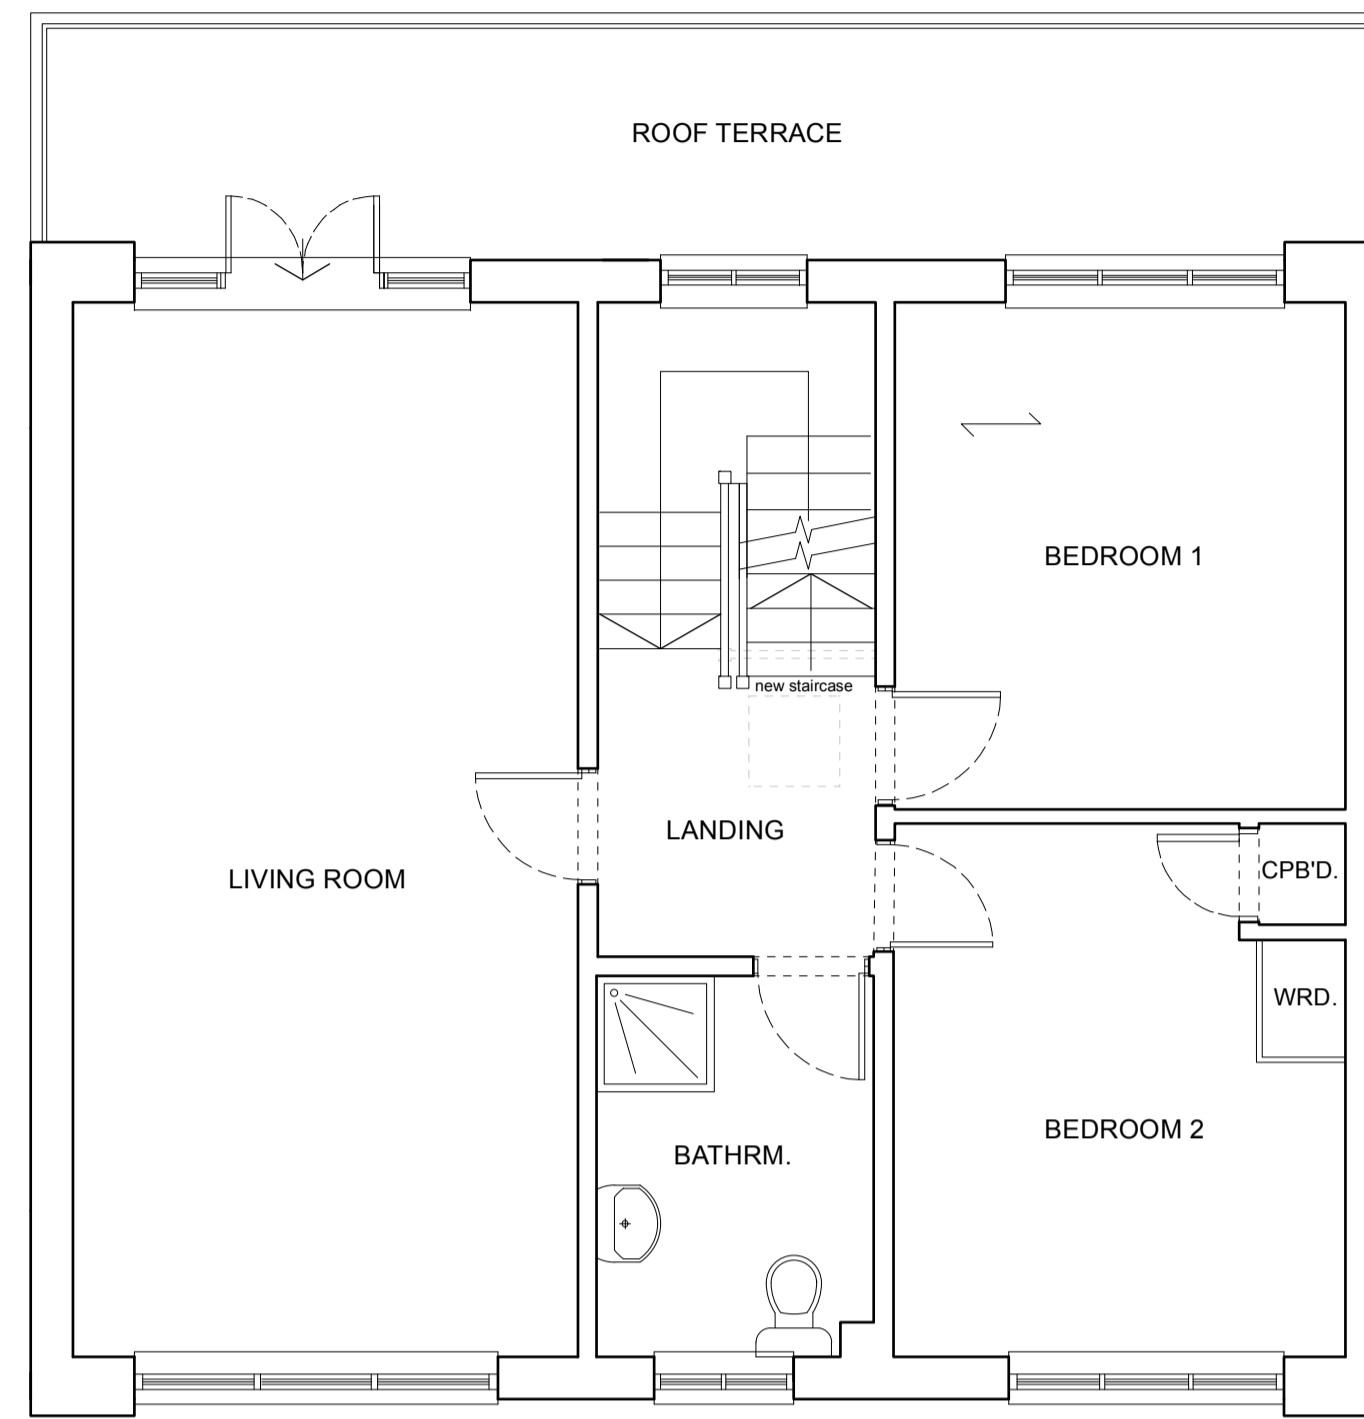 ROOF TERRACE
BEDROOM 1
new staircase
LANDING
LIVING ROOM
CPB'D.
WRD.
BEDROOM 2
BATHRM.